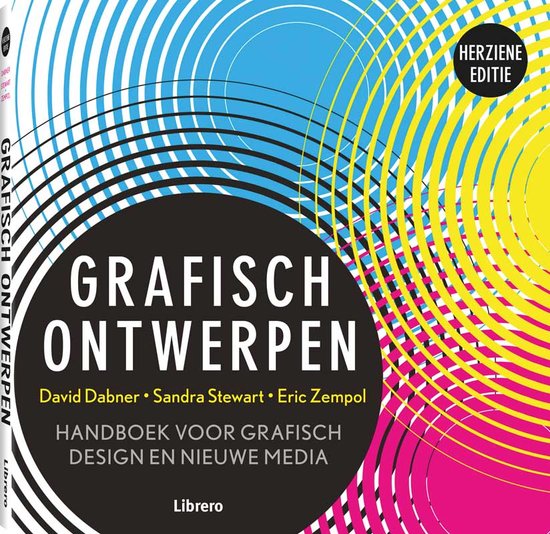 HERZIENE
EDITIE
GRAFISCH
ONTWERPEN
David Dabner • Sandra Stewart • Eric Zempol
HANDBOEK VOOR GRAFISCH
DESIGN EN NIEUWE MEDIA
Librero
GRAFISCH ONTWERPEN
Librero